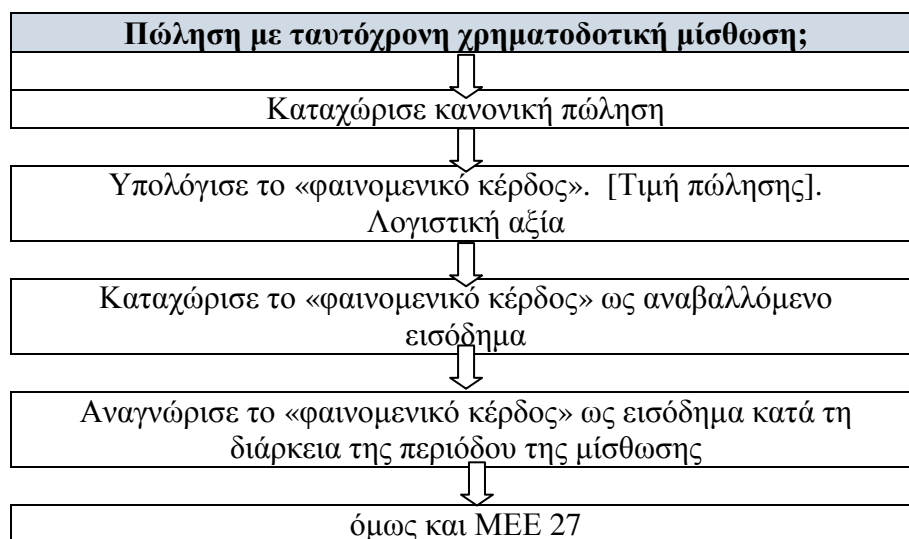 Πώληση με ταυτόχρονη χρηματοδοτική μίσθωση;
Καταχώρισε κανονική πώληση
Υπολόγισε το «φαινομενικό κέρδος». [Τιμή πώλησης].
Λογιστική αξία
Καταχώρισε το «φαινομενικό κέρδος» ως αναβαλλόμενο
εισόδημα
Αναγνώρισε το «φαινομενικό κέρδος» ως εισόδημα κατά τη
διάρκεια της περιόδου της μίσθωσης
όμως και ΜΕΕ 27